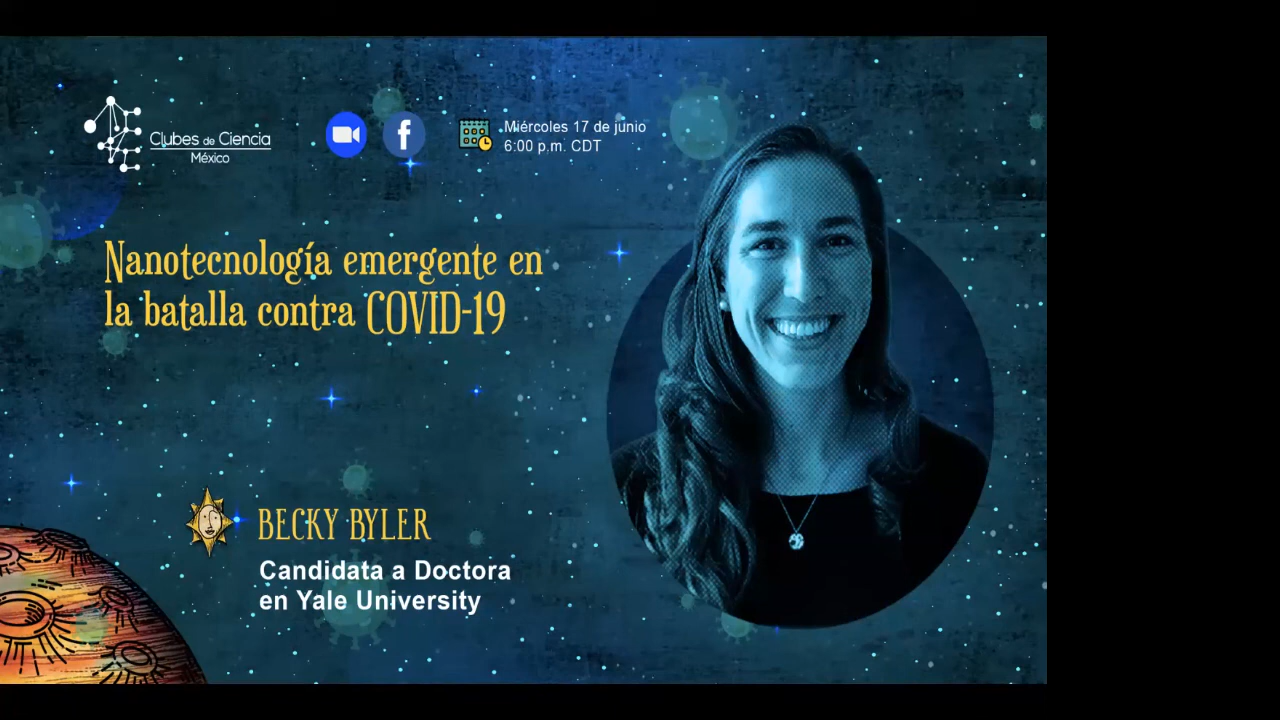 Clubes de Ciencia
México
Miércoles 17 de junio
6:00 p.m. CDT
Nanotecnología emergente en
la batalla contra COVID-19
BECKY BYLER
Candidata a Doctora
en Yale University